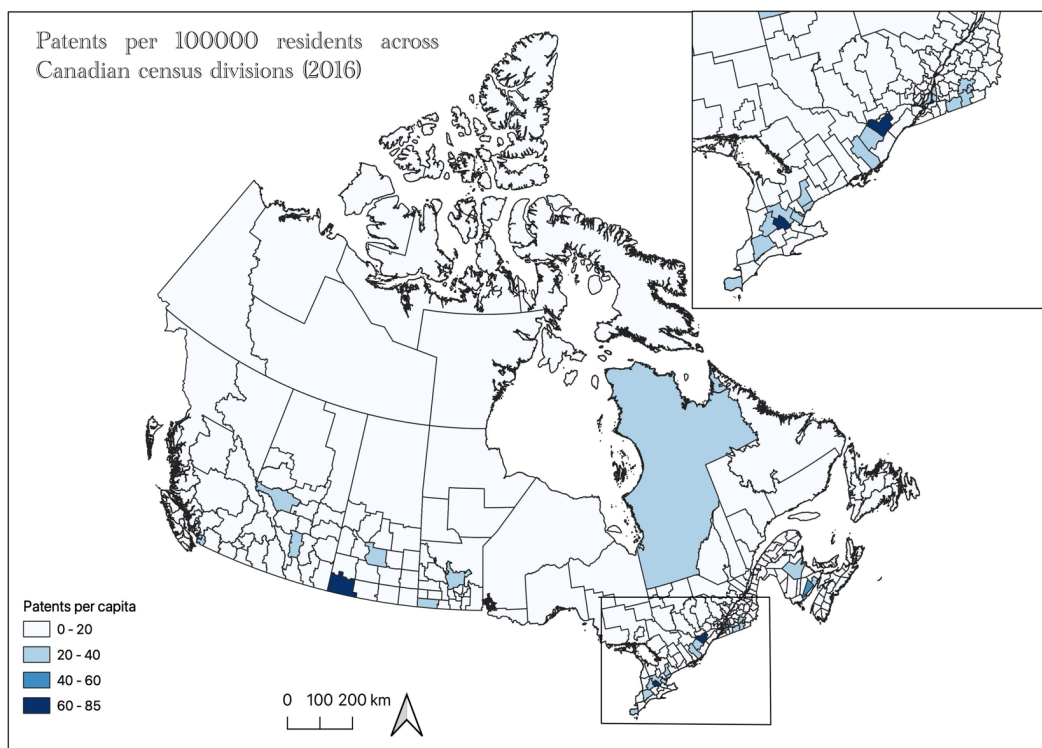 Patents per 100000 residents across
Canadian census divisions (2016)
Patents per capita
0 - 20
20 - 40
40 - 60
60 - 85
0 100 200 km